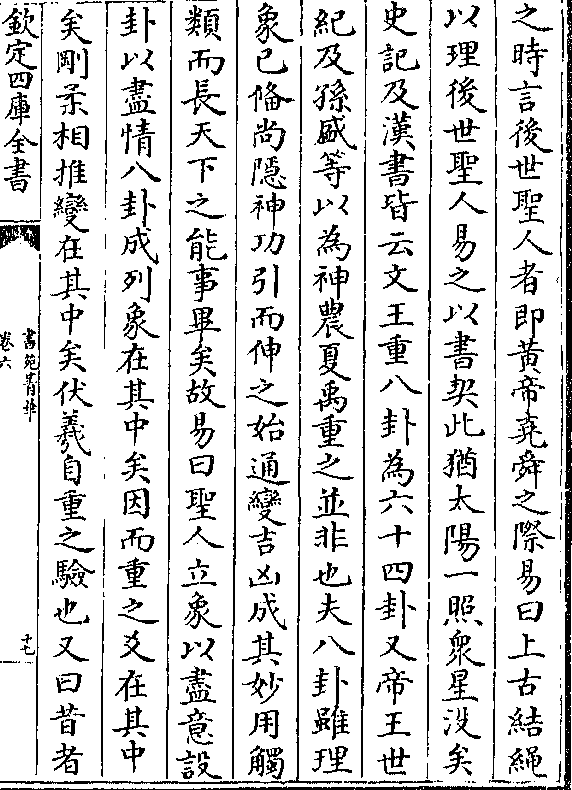 之時言後世聖人者即黃帝堯舜之際易曰上古結繩
以理後世聖人易之以書契此猶太陽一照衆星没矣
史記及漢書皆云文王重八卦為六十四卦又帝王世
紀及孫盛等以為神農夏禹重之並非也夫八卦雖理
象已俻尚隱神功引而伸之始通變吉凶成其妙用觸
類而長天下之能事畢矣故易曰聖人立象以盡意設
卦以盡情八卦成列象在其中矣因而重之爻在其中
矣剛柔相推變在其中矣伏羲自重之驗也又曰昔者
欽定四庫全書
書苑菁華
卷六
十七